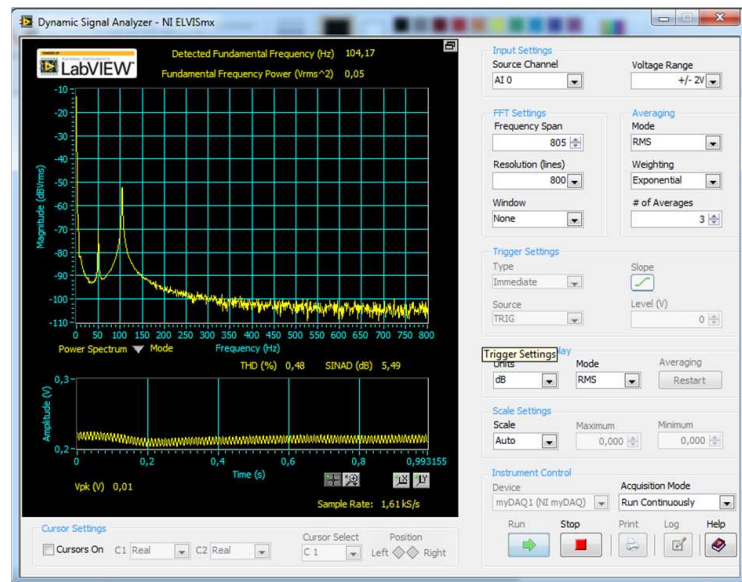 Dynamic Signal Analyzer - NI ELVISmx
LabVIEW
Detected Fundamental Frequency (Hz) 104,17
Fundamental Frequency Power (Vrms^2) 0,05
Magnitude (dBVrms)
-10
-20
-30
-40
-50
-60
-70
-80
-90
-100
-110
0 50 100 150 200 250 300 350 400 450 500 550 600 650 700 750 800
Power Spectrum Mode Frequency (Hz)
THD (%) 0,48 SINAD (dB) 5,49
Amplitude (V)
0,3
0,2
0 0,2 0,4 0,6 0,8 0,993155
Time (s)
Vpk (V) 0,01
Sample Rate: 1,61 kS/s
Cursor Settings
Cursors On C1 Real C2 Real
Cursor Select Position
C 1 Left Right
Input Settings
Source Channel Voltage Range
AI 0 +/- 2V
FFT Settings
Frequency Span
805
Resolution (lines)
800
Window
None
Averaging
Mode
RMS
Weighting
Exponential
# of Averages
3
Trigger Settings
Type Slope
Immediate
Source Level (V)
TRIG 0
Trigger Settings
Units Mode Averaging
dB RMS Restart
Scale Settings
Scale Maximum Minimum
Auto 0,000 0,000
Instrument Control
Device Acquisition Mode
myDAQ1 (NI myDAQ) Run Continuously
Run Stop Print Log Help